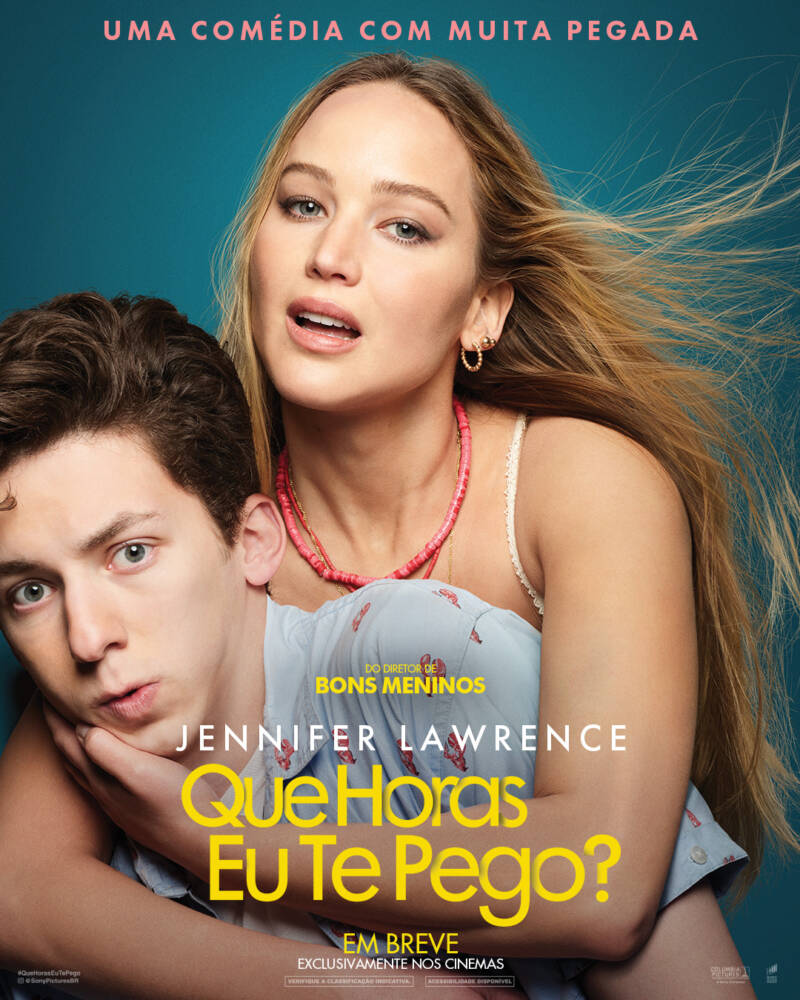 UMA COMÉDIA COM MUITA PEGADA
DO DIRETOR DE
BONS MENINOS
JENNIFER LAWRENCE
Que Horas
Eu Te Pego?
EM BREVE
EXCLUSIVAMENTE NOS CINEMAS
VERIFIQUE A CLASSIFICAÇÃO INDICATIVA.
ACESSIBILIDADE DISPONÍVEL
#QueHorasEuTePego
@SonyPicturesBR
COLUMBIA
PICTURES